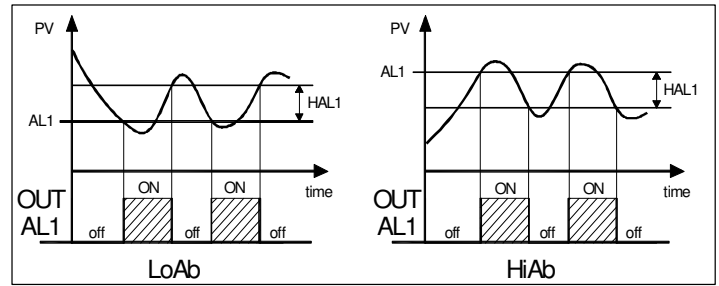 PV
HAL1
AL1
ON ON
time
OUT
AL1
off off off
LoAb
PV
AL1
HAL1
ON ON
time
OUT
AL1
off off off
HiAb